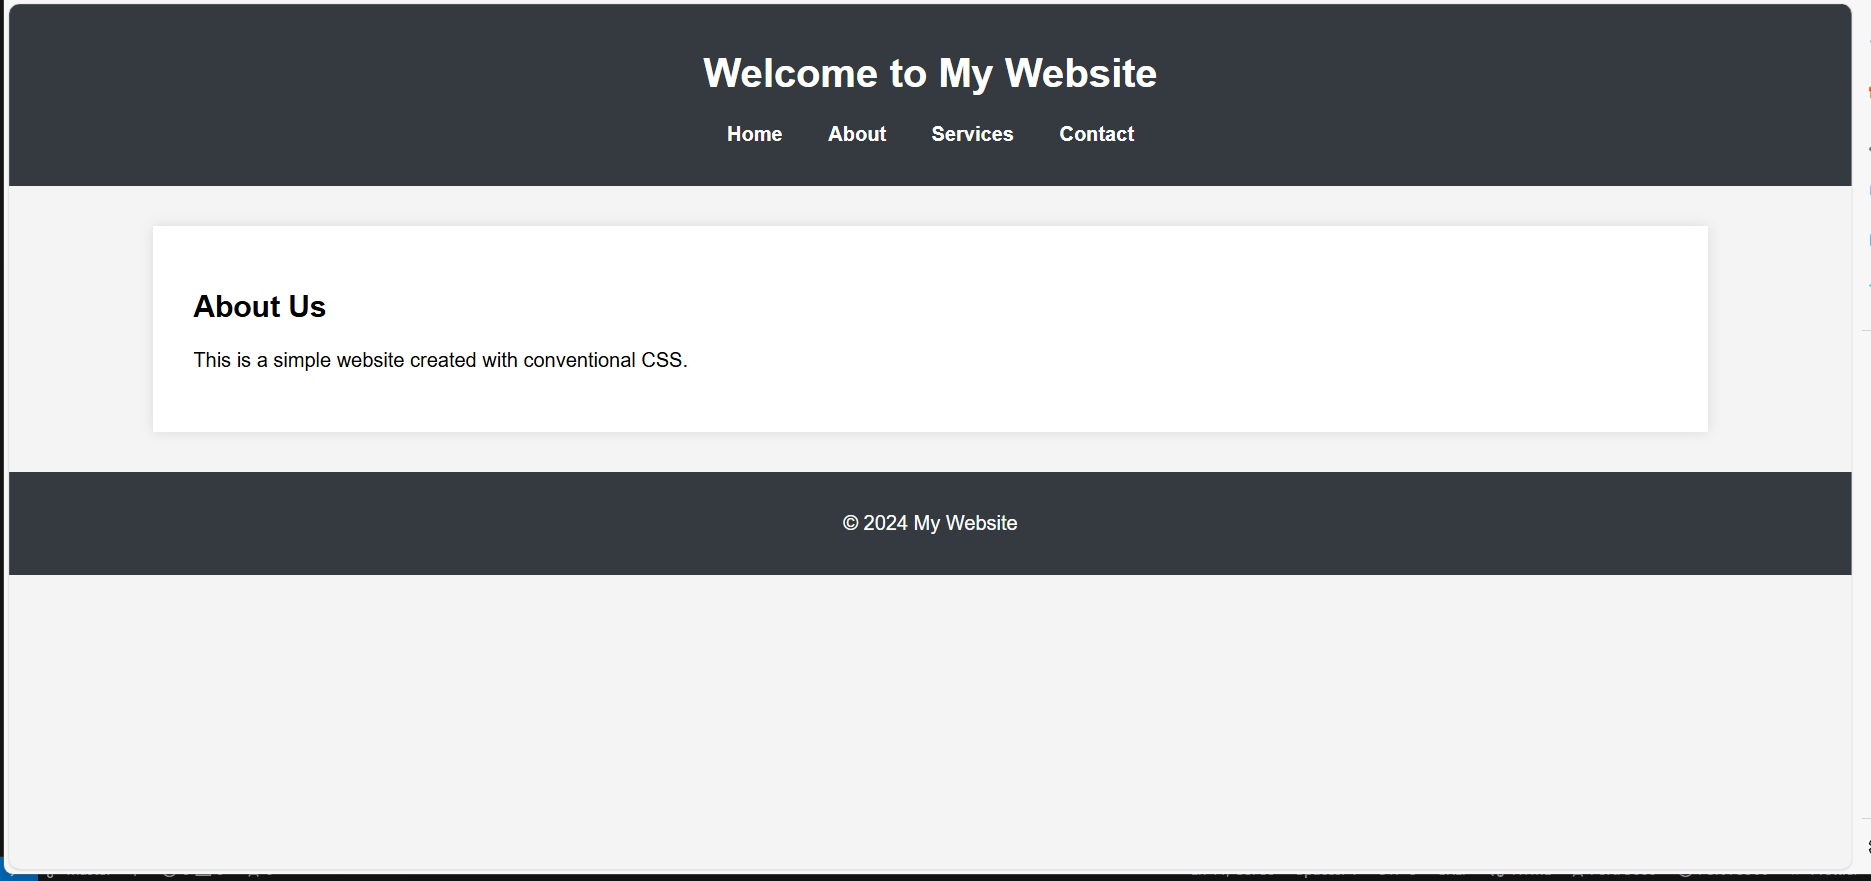 Welcome to My Website
Home About Services Contact
About Us
This is a simple website created with conventional CSS.
© 2024 My Website